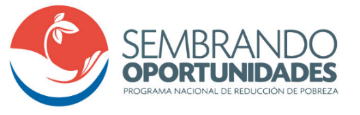 SEMBRANDO
OPORTUNIDADES
PROGRAMA NACIONAL DE REDUCCIÓN DE POBREZA